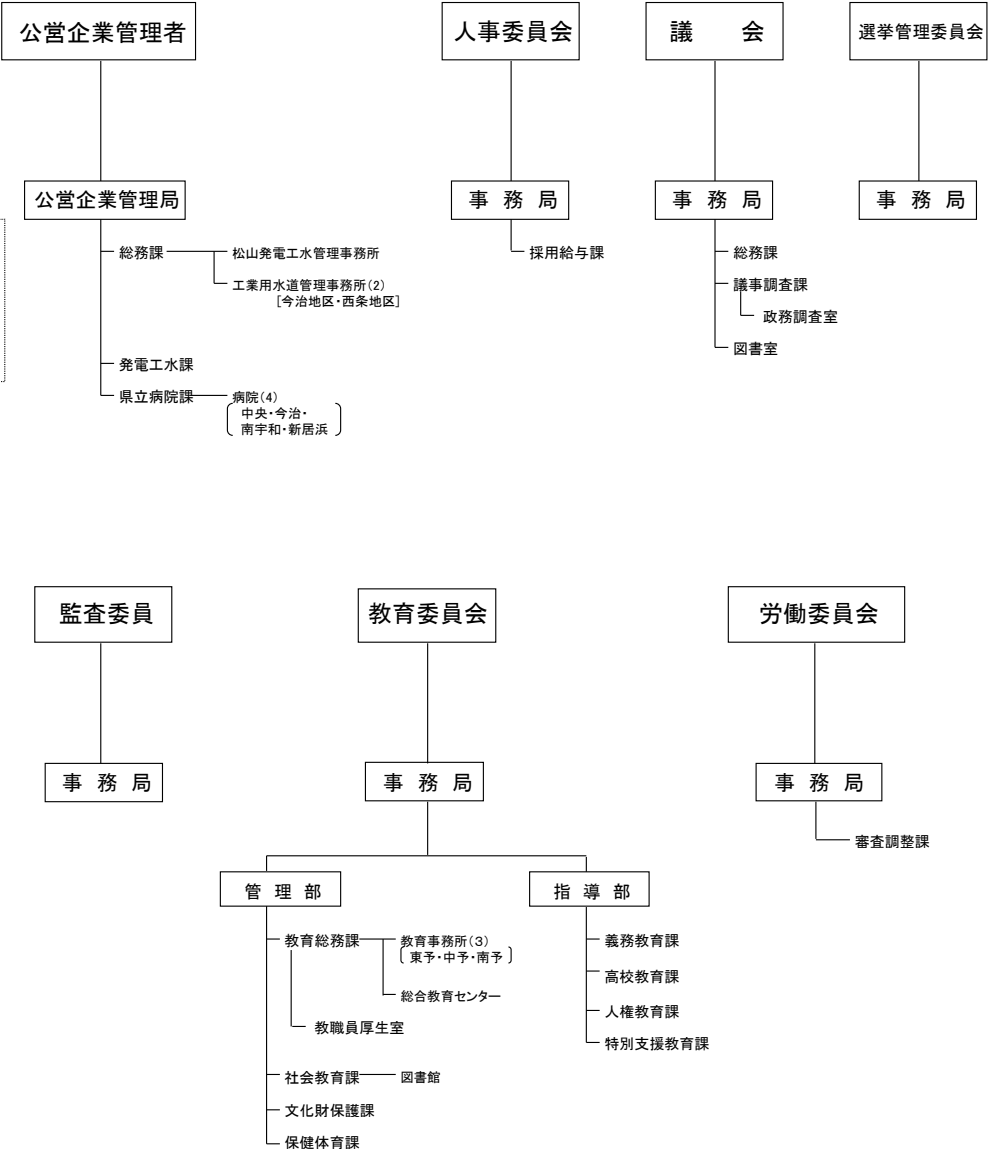 公営企業管理者
人事委員会
議　会
選挙管理委員会
公営企業管理局
事 務 局
事 務 局
事 務 局
総務課
松山発電工水管理事務所
工業用水道管理事務所(2)
[今治地区・西条地区]
発電工水課
県立病院課
病院(4)
中央・今治・
南宇和・新居浜
採用給与課
総務課
議事調査課
政務調査室
図書室
監査委員
教育委員会
労働委員会
事 務 局
事 務 局
事 務 局
審査調整課
管 理 部
指 導 部
教育総務課
教育事務所(3)
〔東予・中予・南予〕
総合教育センター
教職員厚生室
社会教育課
図書館
文化財保護課
保健体育課
義務教育課
高校教育課
人権教育課
特別支援教育課